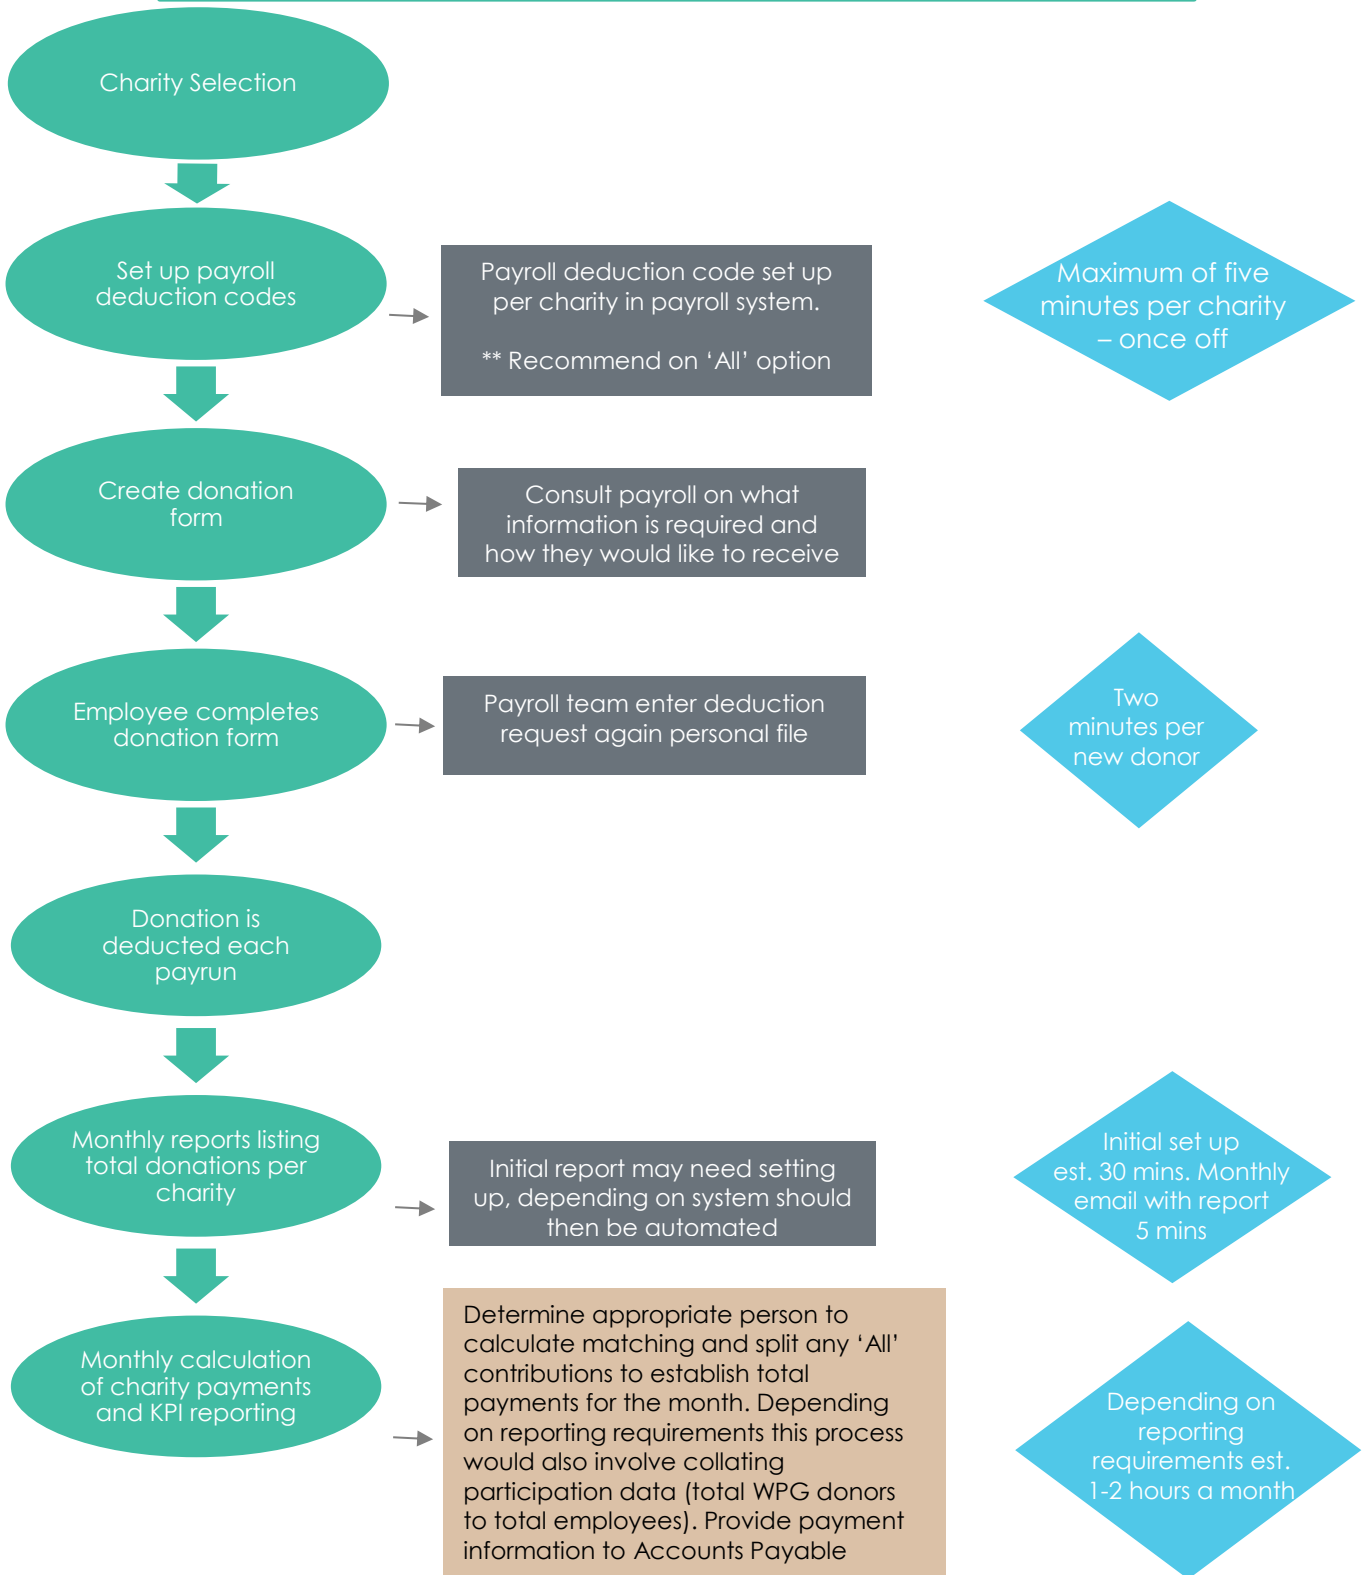 Charity Selection
Set up payroll
deduction codes
Payroll deduction code set up
per charity in payroll system.
** Recommend on ‘All’ option
Maximum of five
minutes per charity
– once off
Create donation
form
Consult payroll on what
information is required and
how they would like to receive
Employee completes
donation form
Payroll team enter deduction
request again personal file
Two
minutes per
new donor
Donation is
deducted each
payrun
Monthly reports listing
total donations per
charity
Initial report may need setting
up, depending on system should
then be automated
Initial set up
est. 30 mins. Monthly
email with report
5 mins
Monthly calculation
of charity payments
and KPI reporting
Determine appropriate person to
calculate matching and split any ‘All’
contributions to establish total
payments for the month. Depending
on reporting requirements this process
would also involve collating
participation data (total WPG donors
to total employees). Provide payment
information to Accounts Payable
Depending on
reporting
requirements est.
1-2 hours a month